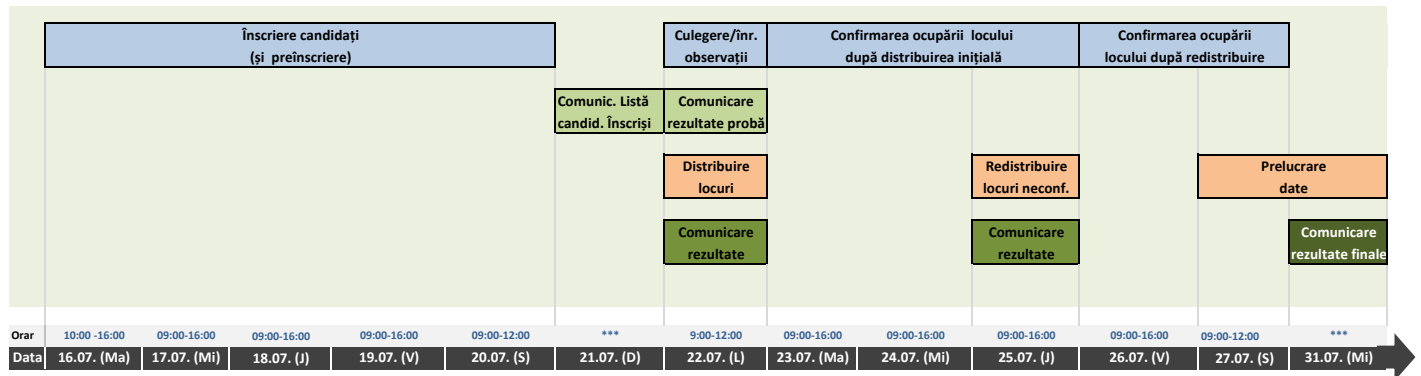 Înscriere candidați
(și preînscriere)
Culegere/înr.
observații
Confirmarea ocupării locului
după distribuirea inițială
Confirmarea ocupării
locului după redistribuire
Comunic. Listă
candid. Înscriși
Comunicare
rezultate probă
Distribuire
locuri
Redistribuire
locuri neconf.
Prelucrare
date
Comunicare
rezultate
Comunicare
rezultate
Comunicare
rezultate finale
Orar 10:00 -16:00 09:00-16:00 09:00-16:00 09:00-16:00 09:00-12:00 *** 9:00-12:00 09:00-16:00 09:00-16:00 09:00-16:00 09:00-16:00 09:00-12:00 ***
Data 16.07. (Ma) 17.07. (Mi) 18.07. (J) 19.07. (V) 20.07. (S) 21.07. (D) 22.07. (L) 23.07. (Ma) 24.07. (Mi) 25.07. (J) 26.07. (V) 27.07. (S) 31.07. (Mi)